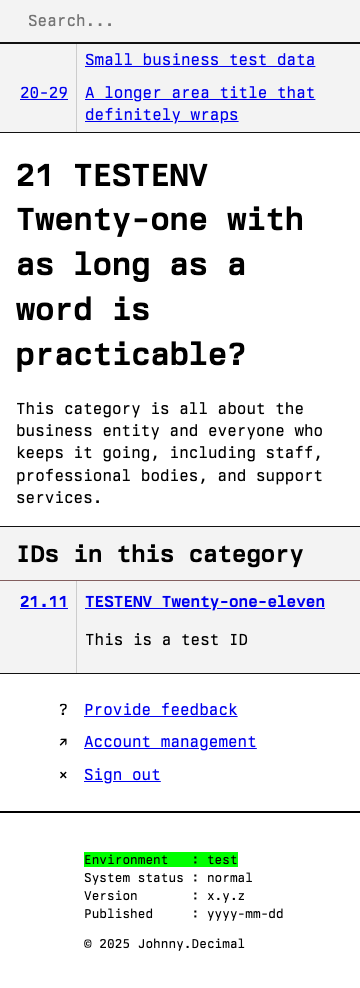 Search...
Small business test data
20-29 A longer area title that
definitely wraps
21 TESTENV
Twenty-one with
as long as a
word is
practicable?
This category is all about the
business entity and everyone who
keeps it going, including staff,
professional bodies, and support
services.
IDs in this category
21.11 TESTENV Twenty-one-eleven
This is a test ID
? Provide feedback
↗ Account management
× Sign out
Environment : test
System status : normal
Version : x.y.z
Published : yyyy-mm-dd
© 2025 Johnny.Decimal